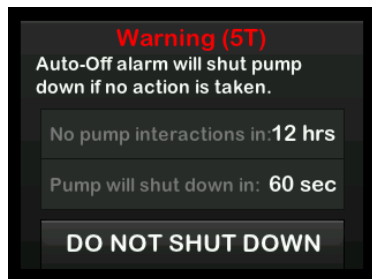 Warning (5T)
Auto-Off alarm will shut pump
down if no action is taken.
No pump interactions in:12 hrs
Pump will shut down in: 60 sec
DO NOT SHUT DOWN